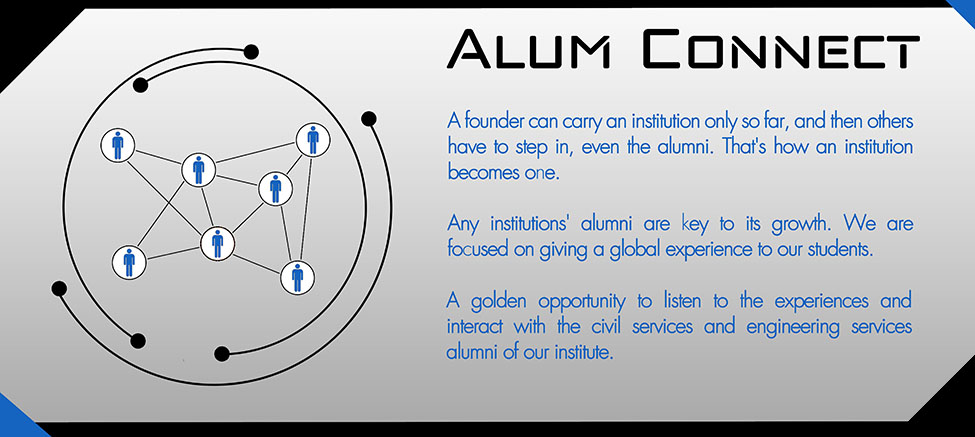 ALUM CONNECT
A founder can carry an institution only so far, and then others
have to step in, even the alumni. That's how an institution
becomes one.
Any institutions' alumni are key to its growth. We are
focused on giving a global experience to our students.
A golden opportunity to listen to the experiences and
interact with the civil services and engineering services
alumni of our institute.